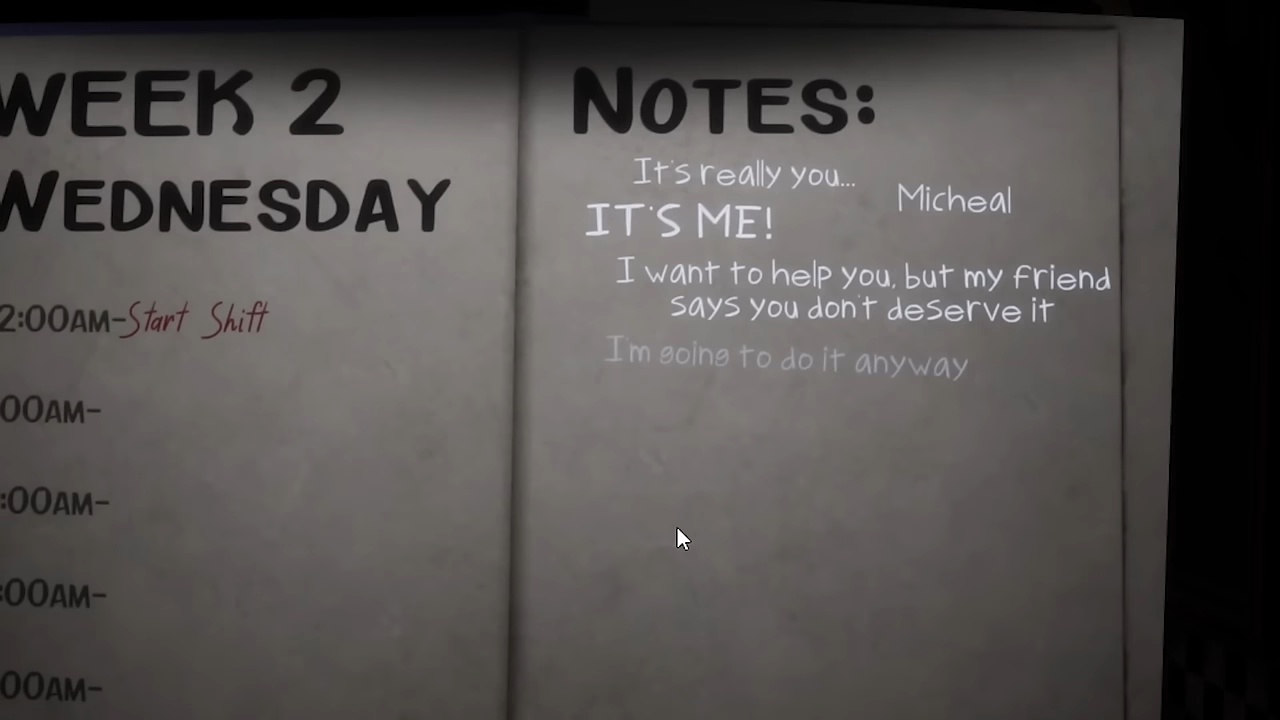 WEEK 2
WEDNESDAY
2:00AM-Start Shift
00AM-
:00AM-
:00AM-
00AM-
NOTES:
It's really you...
Micheal
IT'S ME!
I want to help you, but my friend
says you don't deserve it
I'm going to do it anyway